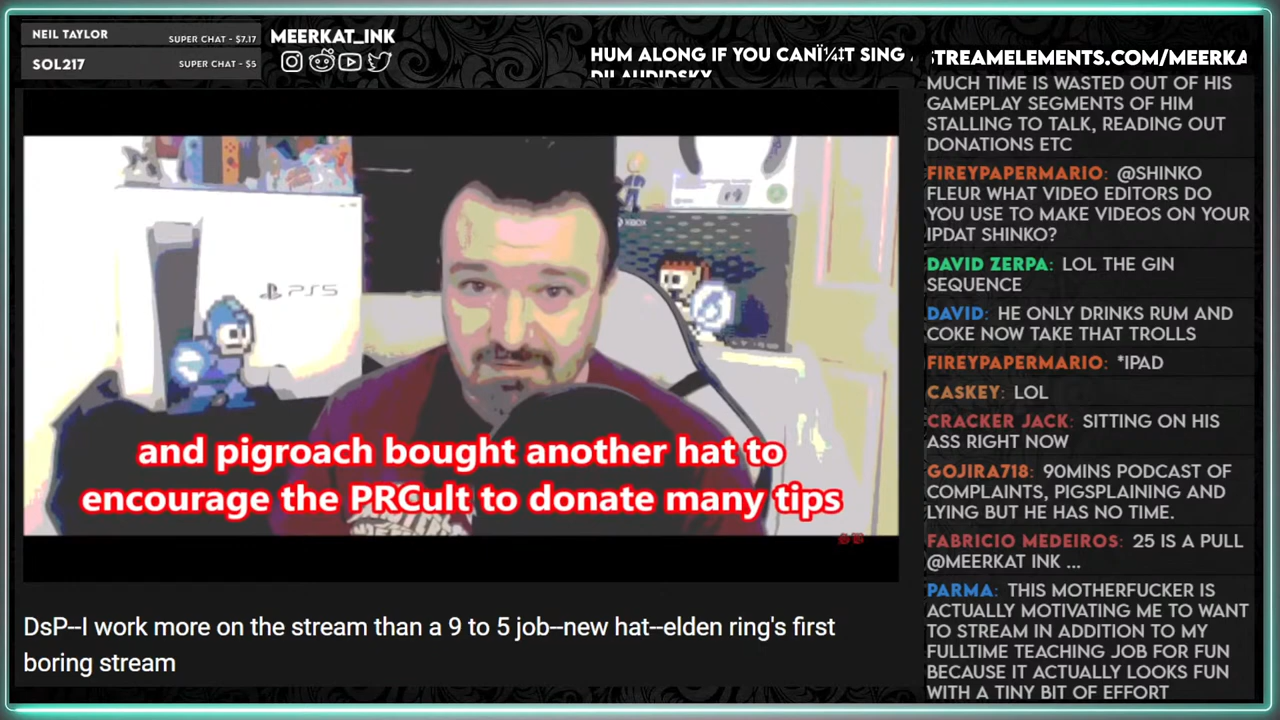 NEIL TAYLOR SUPER CHAT - $7.17
SOL217 SUPER CHAT - $5
MEERKAT_INK
HUM ALONG IF YOU CANÏ¼‡T SING
DILAUDIDSKY
STREAMELEMENTS.COM/MEERKA
PS5
XBOX
and pigroach bought another hat to
encourage the PRCult to donate many tips
DsP--I work more on the stream than a 9 to 5 job--new hat--elden ring's first
boring stream
MUCH TIME IS WASTED OUT OF HIS
GAMEPLAY SEGMENTS OF HIM
STALLING TO TALK, READING OUT
DONATIONS ETC
FIREYPAPERMARIO: @SHINKO
FLEUR WHAT VIDEO EDITORS DO
YOU USE TO MAKE VIDEOS ON YOUR
IPDAT SHINKO?
DAVID ZERPA: LOL THE GIN
SEQUENCE
DAVID: HE ONLY DRINKS RUM AND
COKE NOW TAKE THAT TROLLS
FIREYPAPERMARIO: *IPAD
CASKEY: LOL
CRACKER JACK: SITTING ON HIS
ASS RIGHT NOW
GOJIRA718: 90MINS PODCAST OF
COMPLAINTS, PIGSPLAINING AND
LYING BUT HE HAS NO TIME.
FABRICIO MEDEIROS: 25 IS A PULL
@MEERKAT INK ...
PARMA: THIS MOTHERFUCKER IS
ACTUALLY MOTIVATING ME TO WANT
TO STREAM IN ADDITION TO MY
FULLTIME TEACHING JOB FOR FUN
BECAUSE IT ACTUALLY LOOKS FUN
WITH A TINY BIT OF EFFORT